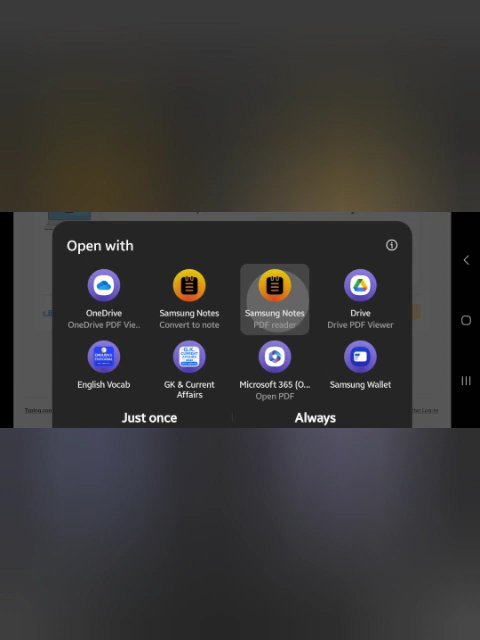 Open with
OneDrive
OneDrive PDF Vie..
Samsung Notes
Convert to note
Samsung Notes
PDF reader
Drive
Drive PDF Viewer
English Vocab
GK & Current
Affairs
Microsoft 365 (O...
Open PDF
Samsung Wallet
Just once
Always